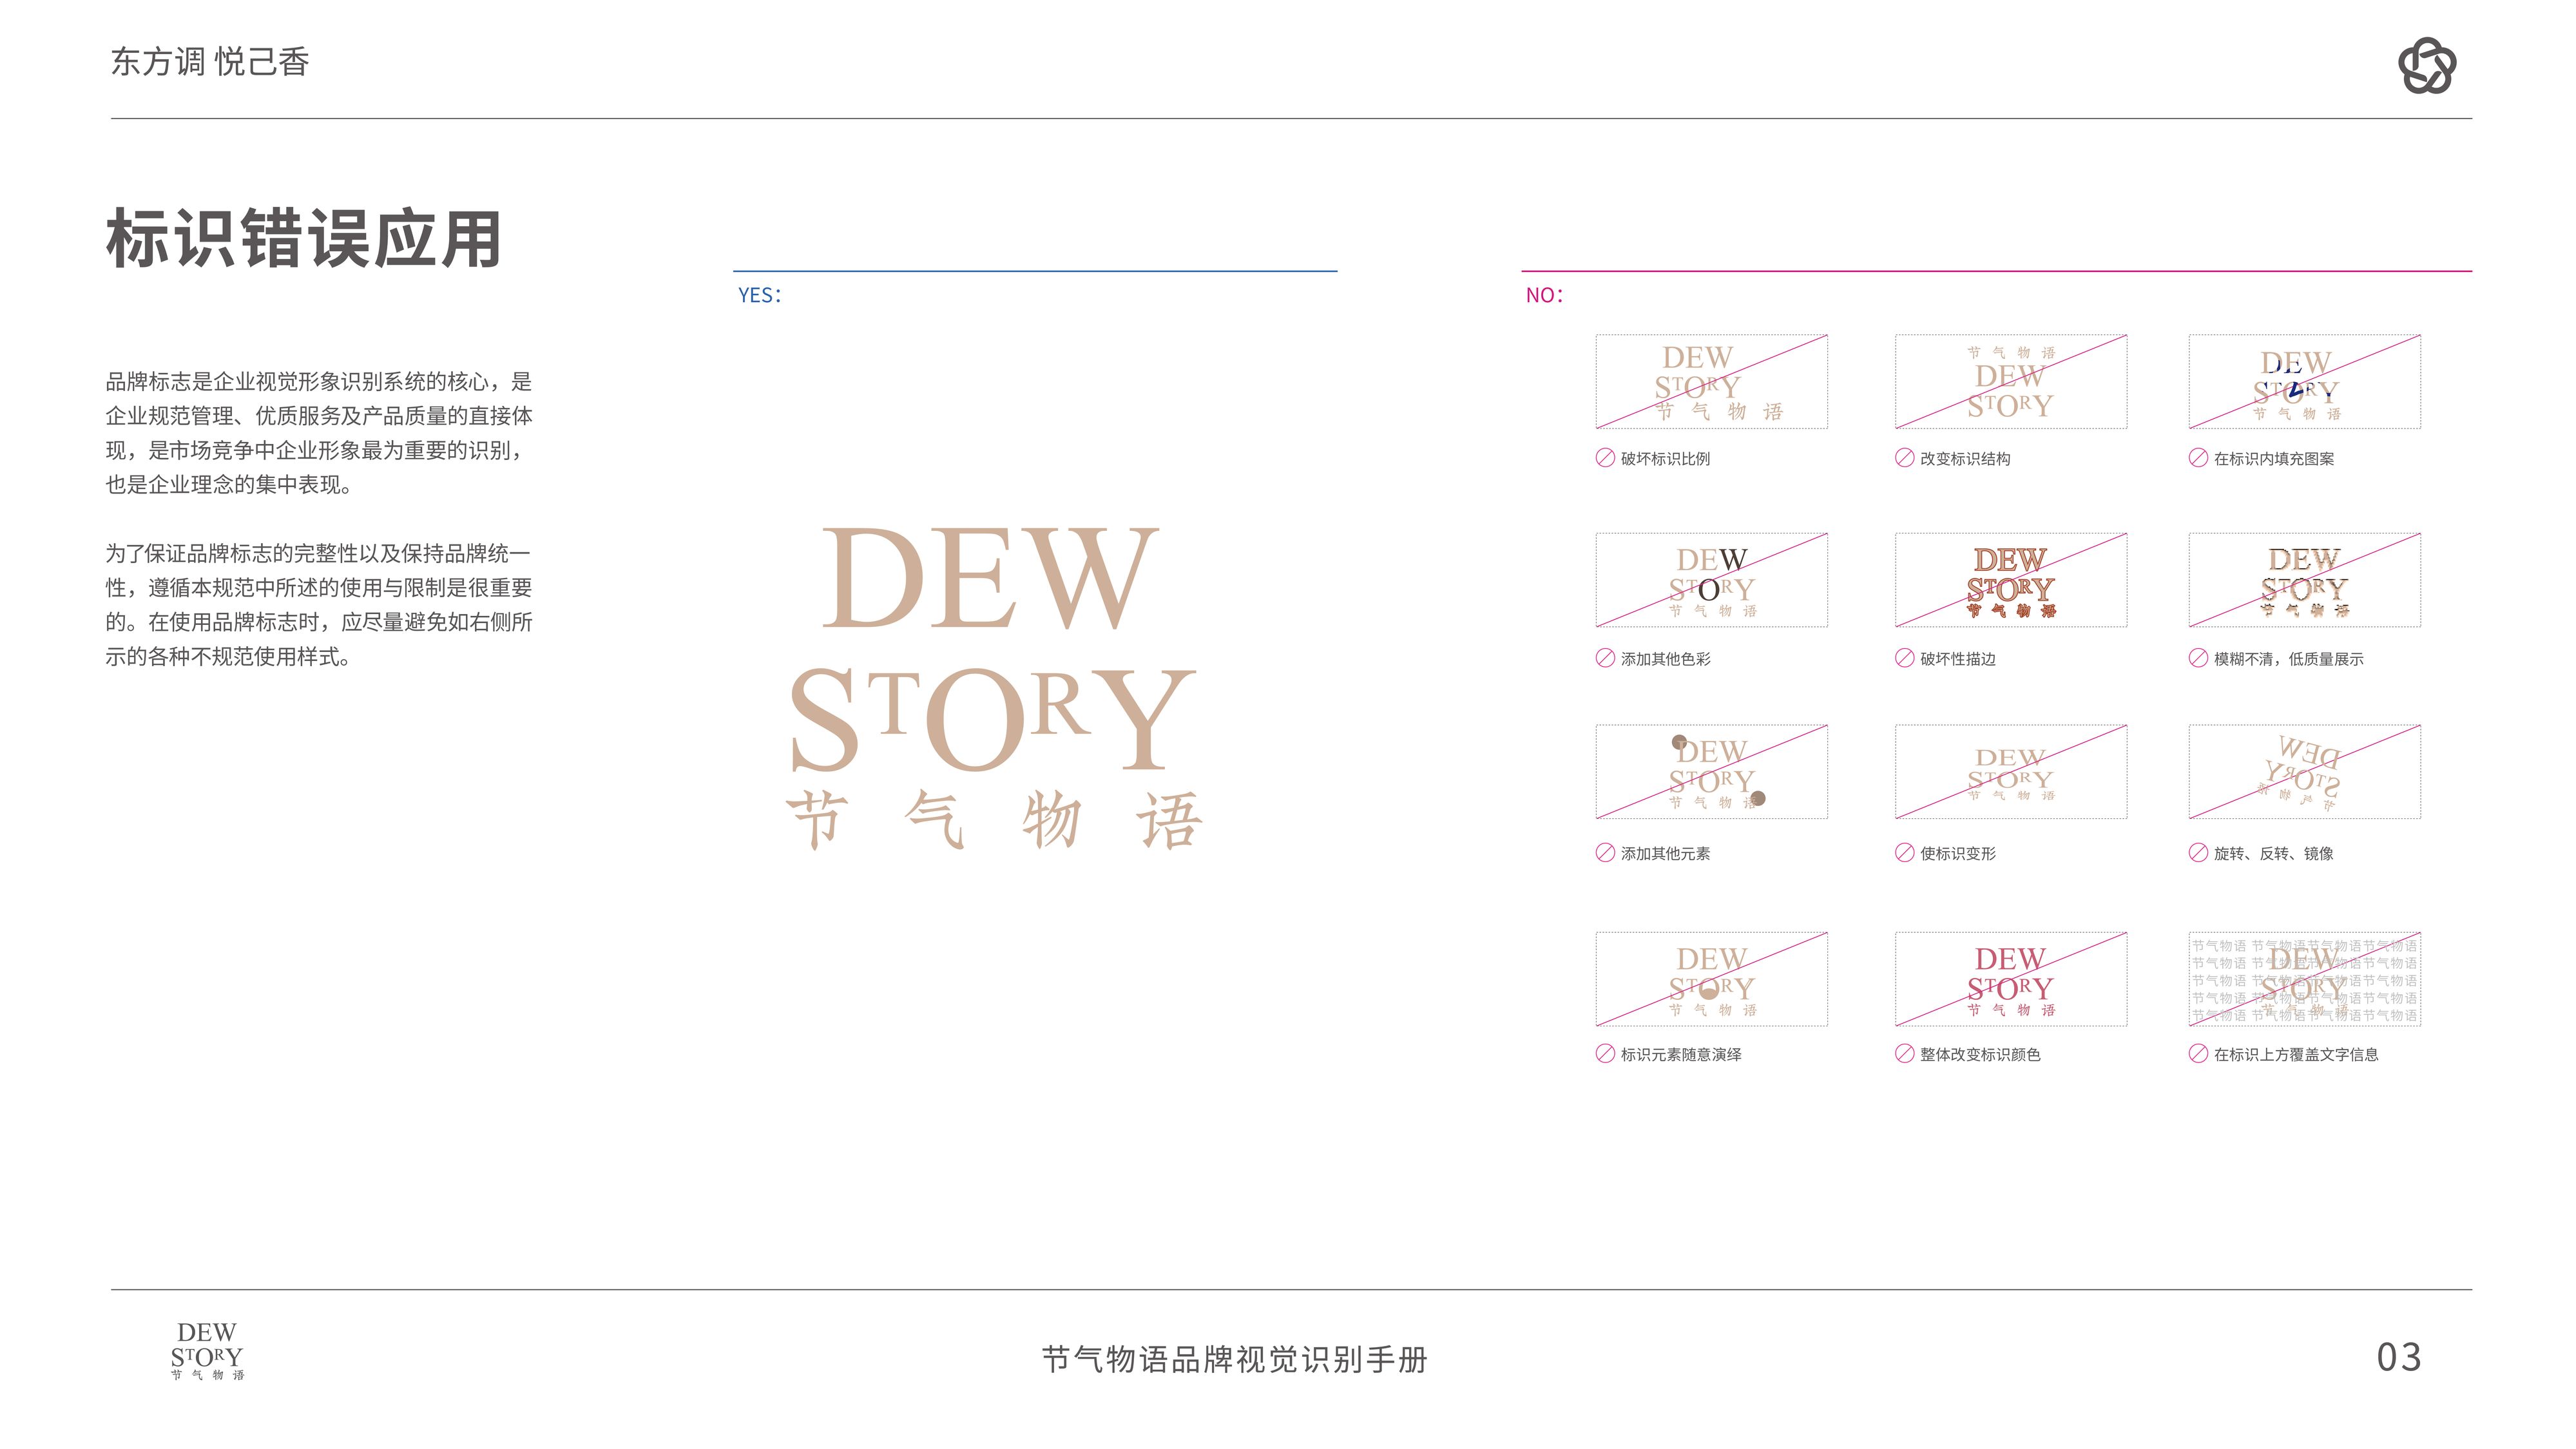 东方调 悦己香
标识错误应用
品牌标志是企业视觉形象识别系统的核心，是
企业规范管理、优质服务及产品质量的直接体
现，是市场竞争中企业形象最为重要的识别，
也是企业理念的集中表现。
为了保证品牌标志的完整性以及保持品牌统一
性，遵循本规范中所述的使用与限制是很重要
的。在使用品牌标志时，应尽量避免如右侧所
示的各种不规范使用样式。
YES：
DEW
STORY
节 气 物 语
NO：
DEW
STORY
节 气 物 语
破坏标识比例
节 气 物 语
DEW
STORY
改变标识结构
DEW
STORY
节 气 物 语
在标识内填充图案
DEW
STORY
节 气 物 语
添加其他色彩
DEW
STORY
节 气 物 语
破坏性描边
DEW
STORY
节 气 物 语
模糊不清，低质量展示
DEW
STORY
节 气 物 语
添加其他元素
DEW
STORY
节 气 物 语
使标识变形
DEW
STORY
节 气 物 语
旋转、反转、镜像
DEW
STORY
节 气 物 语
标识元素随意演绎
DEW
STORY
节 气 物 语
整体改变标识颜色
节气物语 节气物语节气物语节气物语
节气物语 节气物语节气物语节气物语
节气物语 节气物语节气物语节气物语
节气物语 节气物语节气物语节气物语
节气物语 节气物语节气物语节气物语
DEW
STORY
节 气 物 语
在标识上方覆盖文字信息
DEW
STORY
节 气 物 语
节气物语品牌视觉识别手册
03